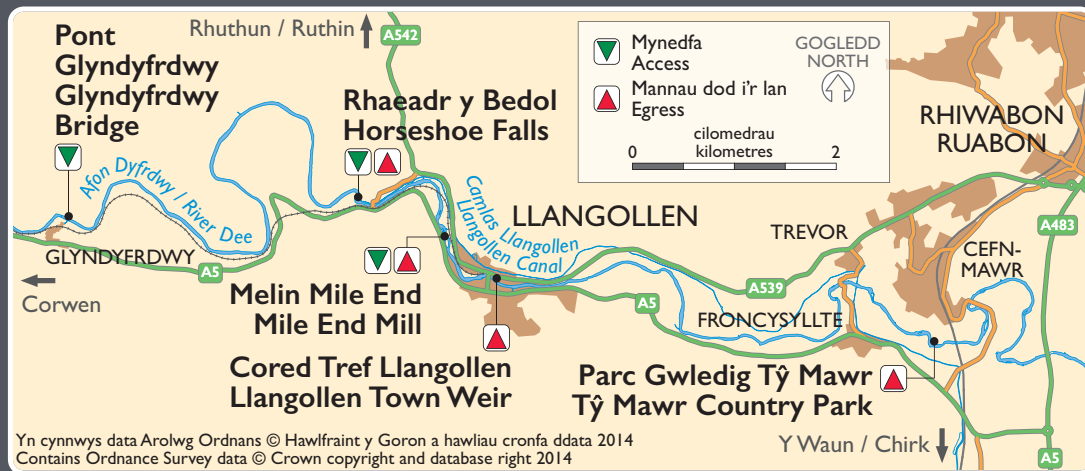 Pont
Glyndyfrdwy
Glyndyfrdwy
Bridge
Rhuthun / Ruthin
A542
Rhaeadr y Bedol
Horseshoe Falls
Mynedfa
Access
Mannau dod i'r lan
Egress
GOGLEDD
NORTH
cilomedrau
kilometres
0
2
RHIWABON
RUABON
Afon Dyfrdwy / River Dee
Camlas Llangollen
Llangollen Canal
LLANGOLLEN
TREVOR
A483
GLYNDYFRDWY
A5
CEFN-
MAWR
Corwen
A539
Melin Mile End
Mile End Mill
A5
FRONCYSYLLTE
Cored Tref Llangollen
Llangollen Town Weir
Parc Gwledig Tŷ Mawr
Tŷ Mawr Country Park
Yn cynnwys data Arolwg Ordnans © Hawlfraint y Goron a hawliau cronfa ddata 2014
Contains Ordnance Survey data © Crown copyright and database right 2014
Y Waun / Chirk
A5